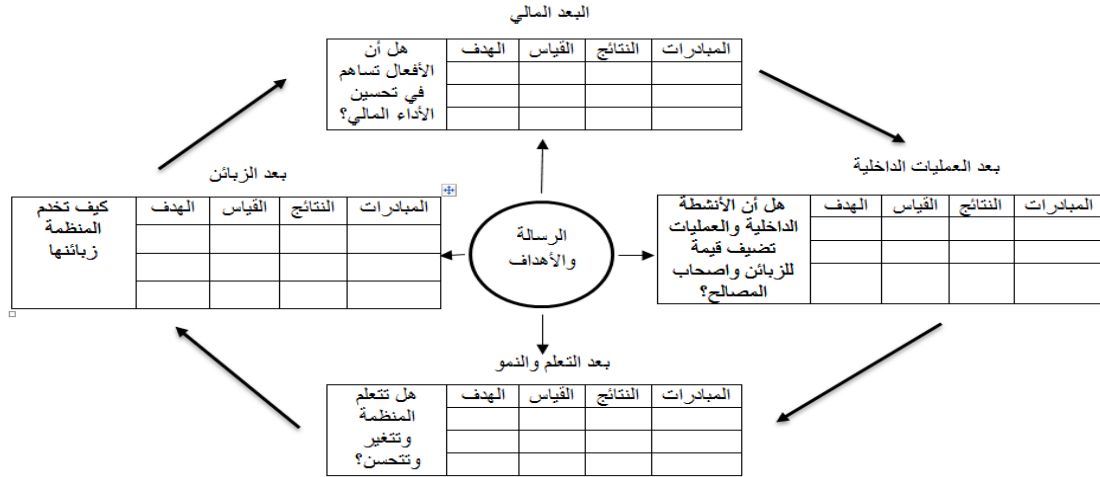 البعد المالي
هل أن
الأفعال تساهم
في تحسين
الأداء المالي؟
الهدف
القياس
النتائج
المبادرات
بعد العمليات الداخلية
هل أن الأنشطة
الداخلية والعمليات
تضيف قيمة
للزبائن واصحاب
المصالح؟
الهدف
القياس
النتائج
المبادرات
بعد الزبائن
كيف تخدم
المنظمة
زبائنها
الهدف
القياس
النتائج
المبادرات
الرسالة
والأهداف
بعد التعلم والنمو
هل تتعلم
المنظمة
وتتغير
وتتحسن؟
الهدف
القياس
النتائج
المبادرات